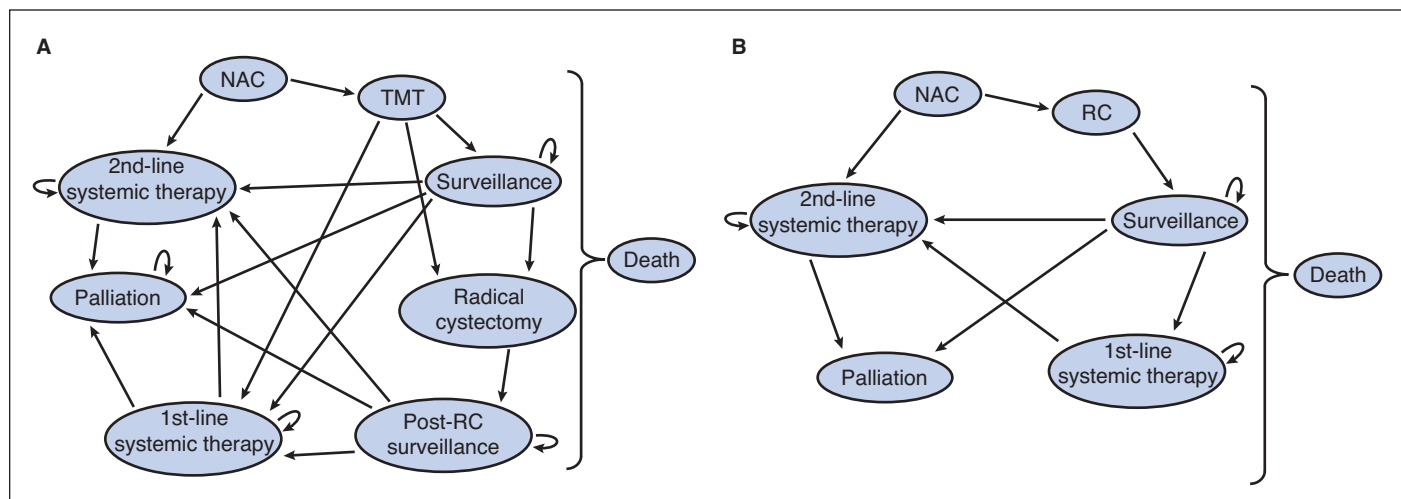 A
NAC
TMT
2nd-line
systemic therapy
Surveillance
Palliation
Radical
cystectomy
1st-line
systemic therapy
Post-RC
surveillance
Death
B
NAC
RC
2nd-line
systemic therapy
Surveillance
Palliation
1st-line
systemic therapy
Death